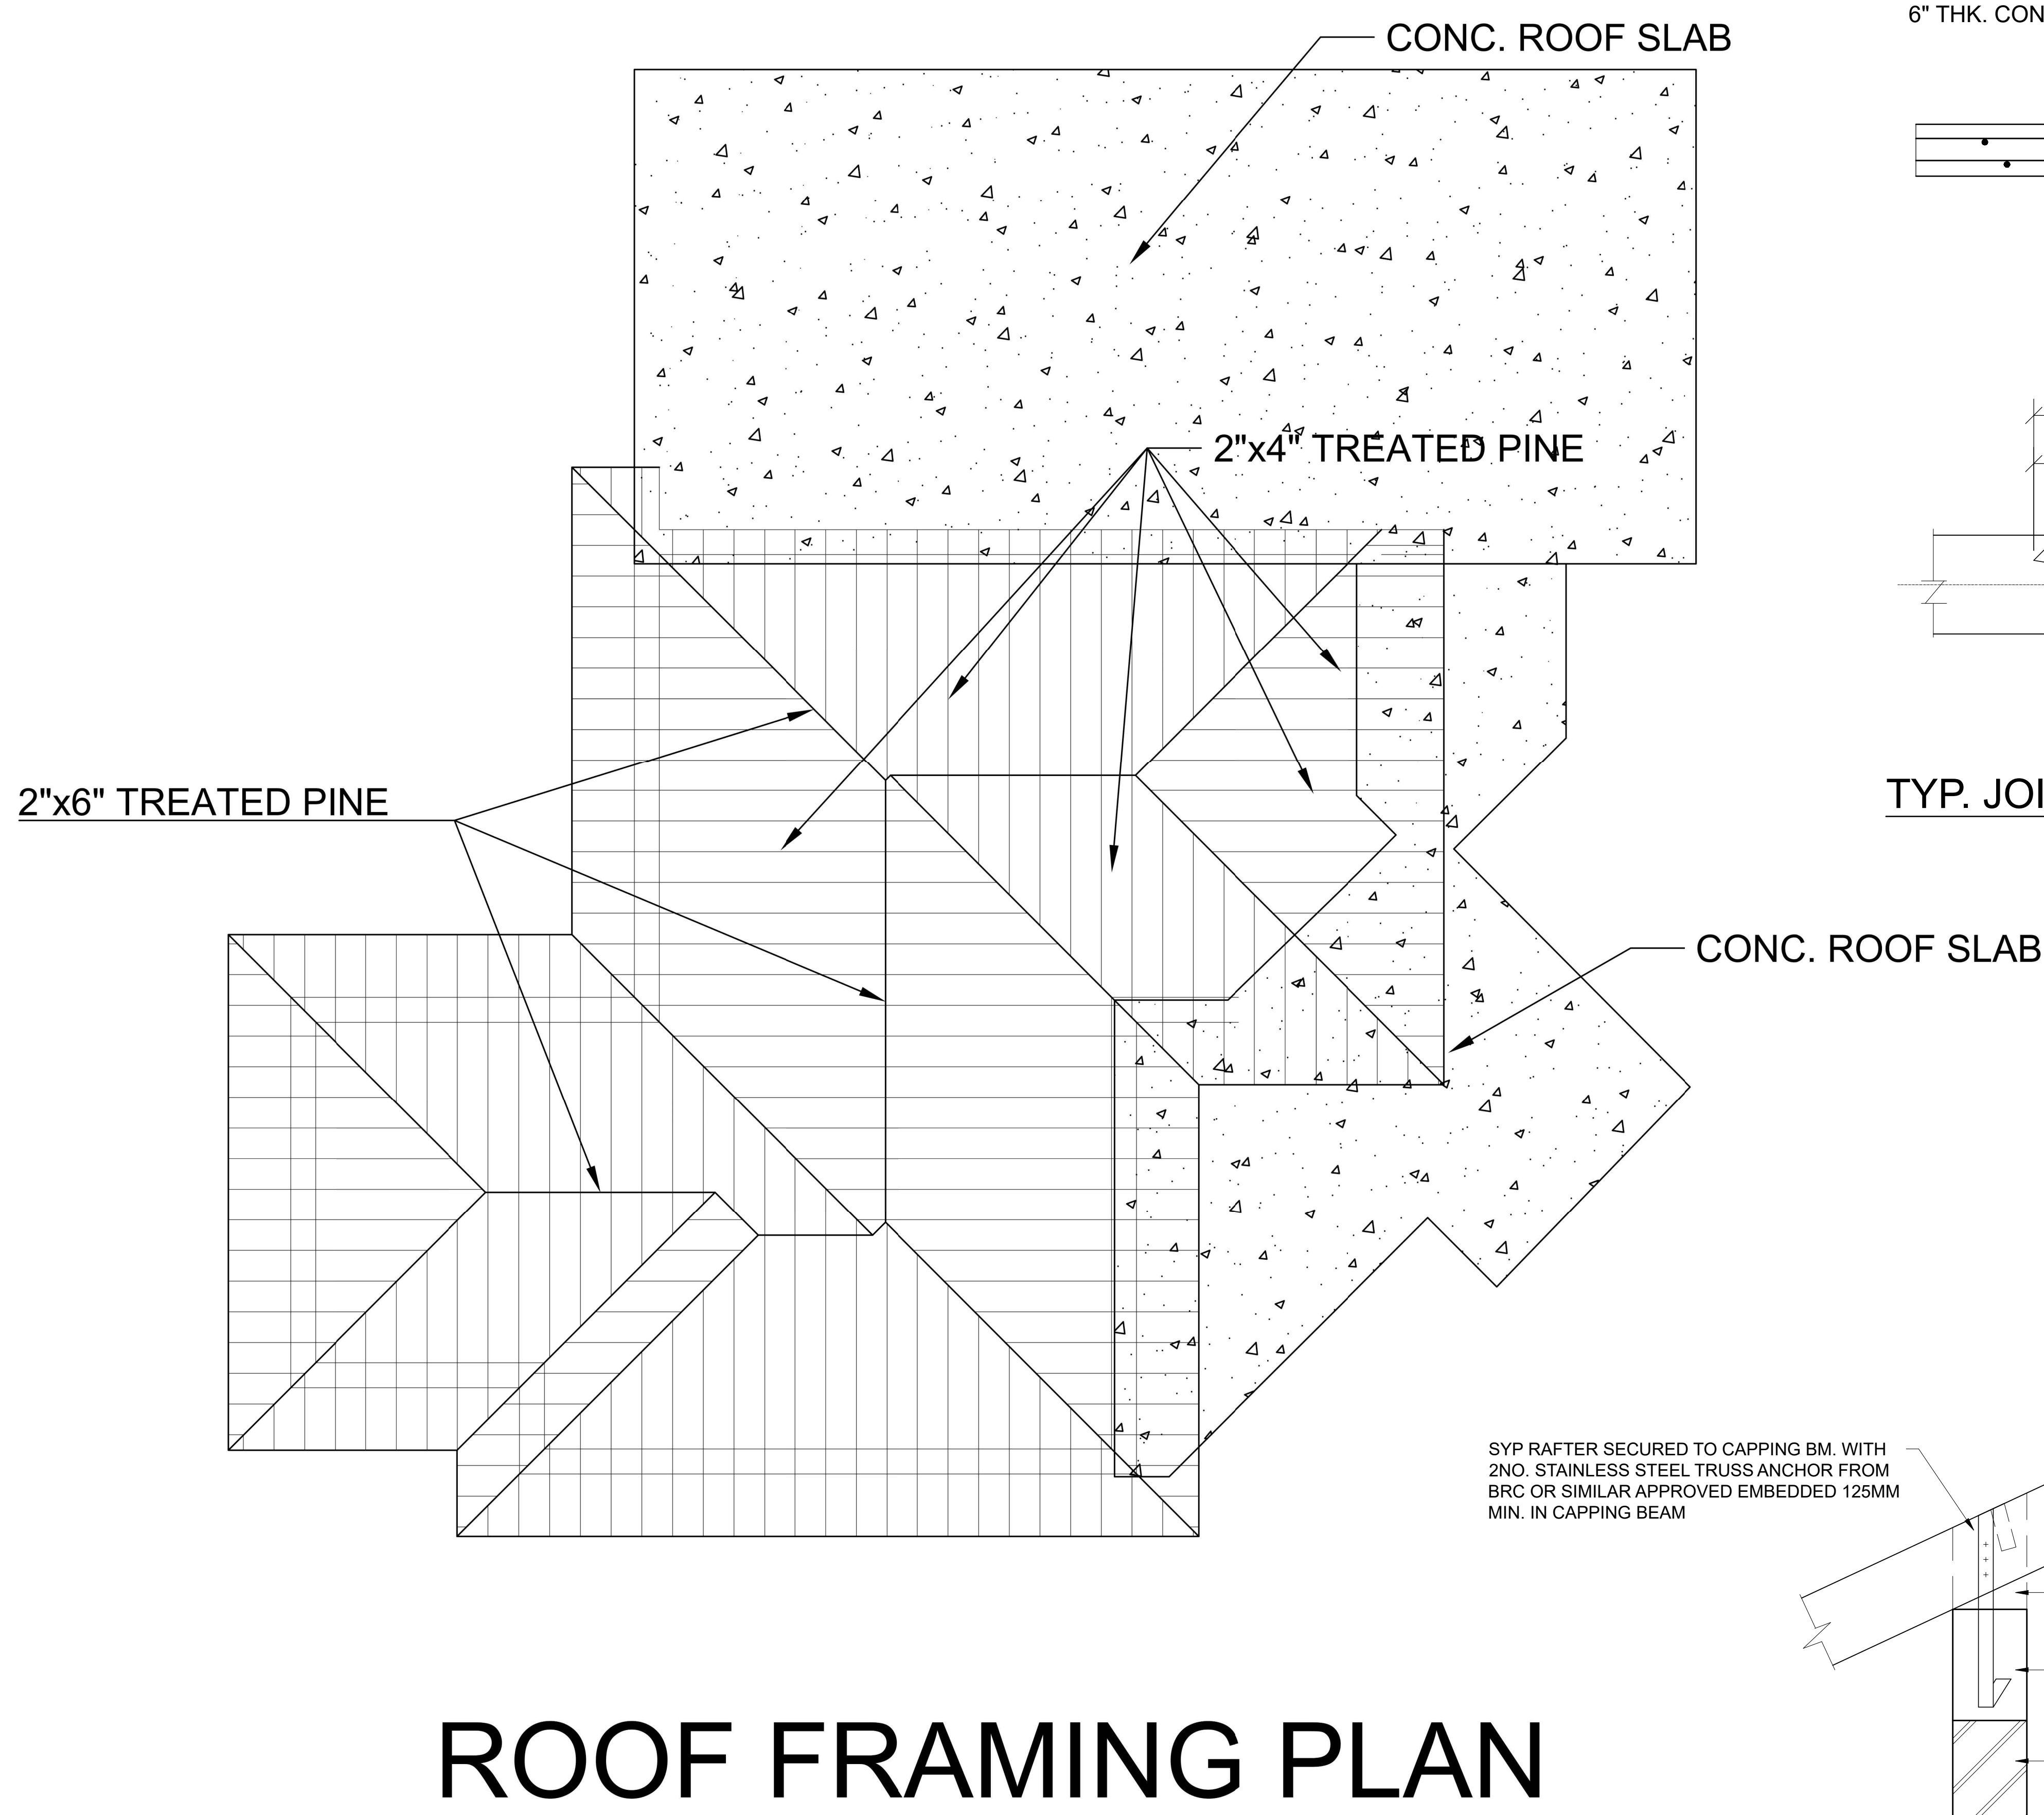 6" THK. CON
CONC. ROOF SLAB
2"x4" TREATED PINE
2"x6" TREATED PINE
TYP. JOI
CONC. ROOF SLAB
SYP RAFTER SECURED TO CAPPING BM. WITH
2NO. STAINLESS STEEL TRUSS ANCHOR FROM
BRC OR SIMILAR APPROVED EMBEDDED 125MM
MIN. IN CAPPING BEAM
ROOF FRAMING PLAN